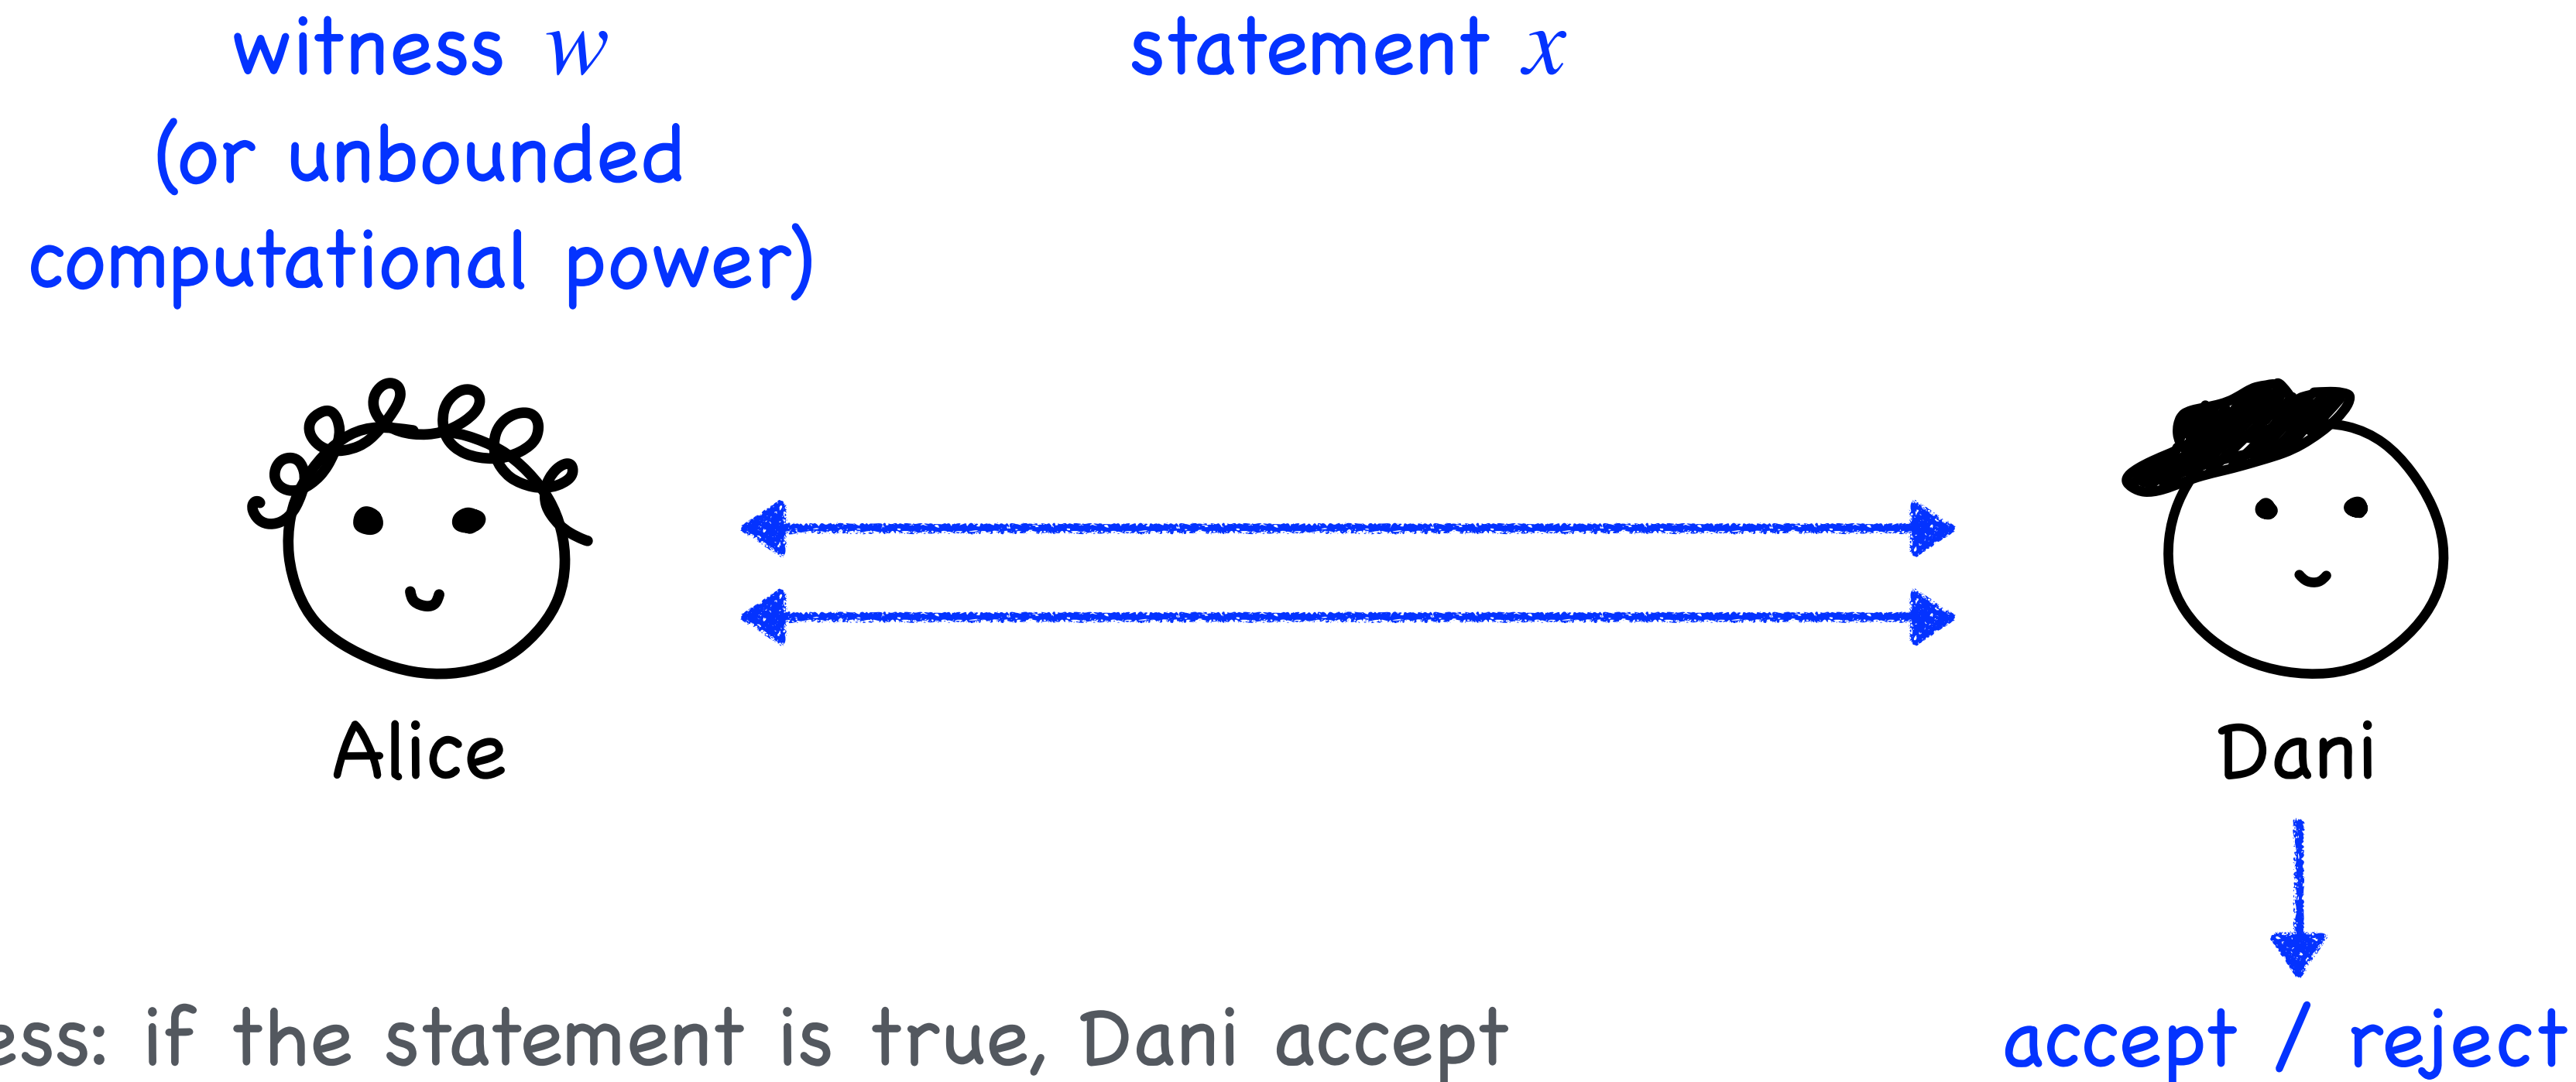 witness w
(or unbounded
computational power)
statement x
Alice
Dani
ess: if the statement is true, Dani accept
accept / reject